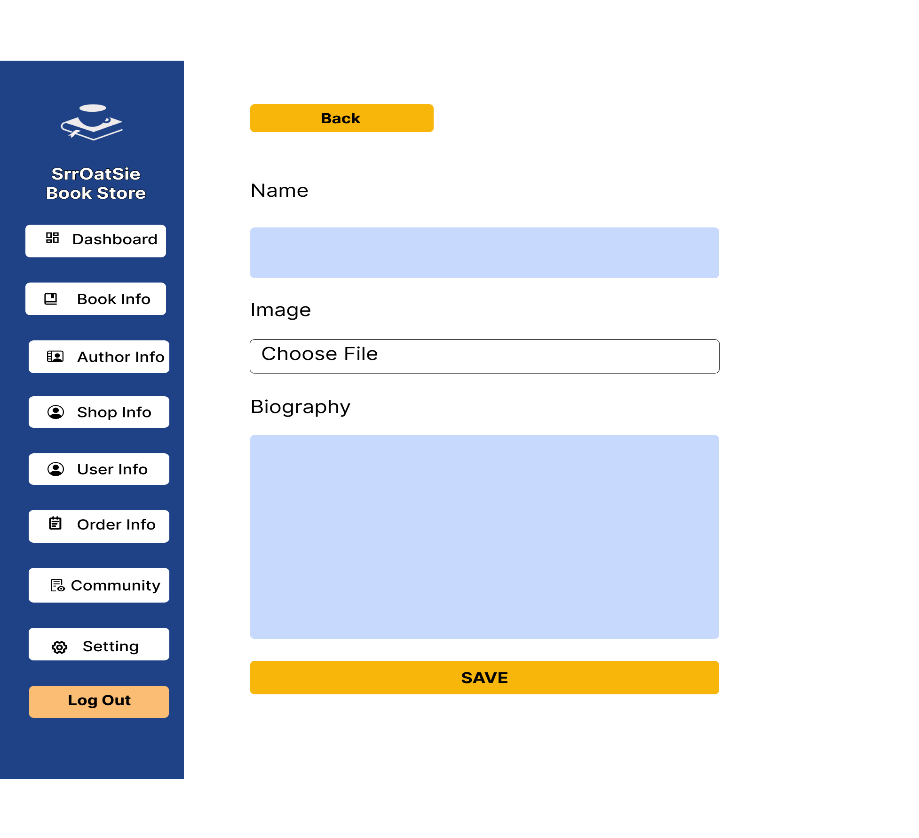 SrrOatSie
Book Store
Dashboard
Book Info
Author Info
Shop Info
User Info
Order Info
Community
Setting
Log Out
Back
Name
Image
Choose File
Biography
SAVE